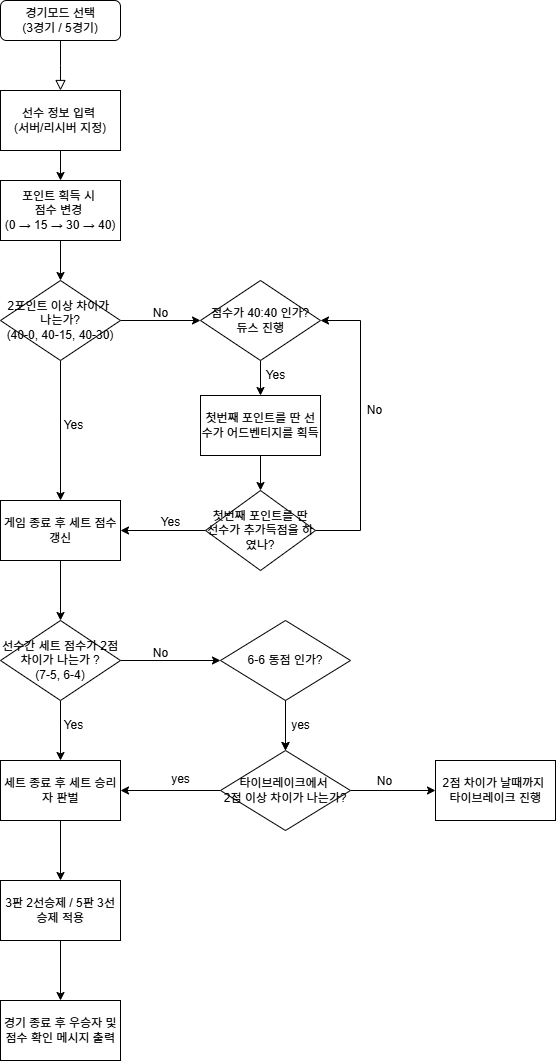 경기모드 선택
(3경기 / 5경기)
선수 정보 입력
(서버/리시버 지정)
포인트 획득 시
점수 변경
(0 → 15 → 30 → 40)
2포인트 이상 차이가
나는가?
(40-0, 40-15, 40-30)
No
점수가 40:40 인가?
듀스 진행
Yes
첫번째 포인트를 딴 선
수가 어드벤티지를 획득
No
Yes
첫번째 포인트를 딴
선수가 추가득점을 하
였나?
Yes
게임 종료 후 세트 점수
갱신
선수간 세트 점수가 2점
차이가 나는가 ?
(7-5, 6-4)
No
6-6 동점 인가?
Yes
yes
세트 종료 후 세트 승리
자 판별
yes
타이브레이크에서
2점 이상 차이가 나는가?
No
2점 차이가 날때까지
타이브레이크 진행
3판 2선승제 / 5판 3선
승제 적용
경기 종료 후 우승자 및
점수 확인 메시지 출력